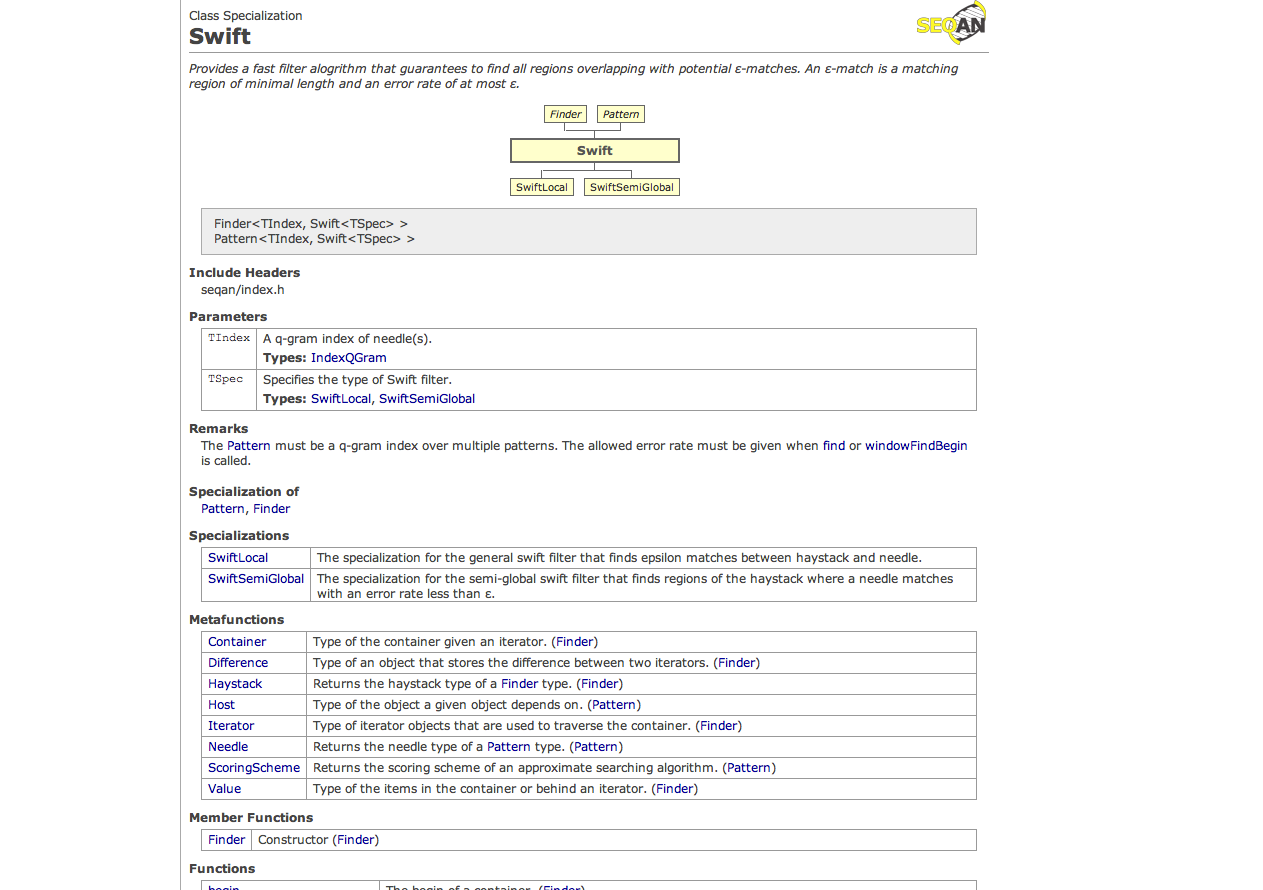 Class Specialization
Swift
SEQAN
Provides a fast filter alogrithm that guarantees to find all regions overlapping with potential ε-matches. An ε-match is a matching
region of minimal length and an error rate of at most ε.
Finder Pattern
Swift
SwiftLocal SwiftSemiGlobal
Finder<TIndex, Swift<TSpec> >
Pattern<TIndex, Swift<TSpec> >
Include Headers
seqan/index.h
Parameters
TIndex A q-gram index of needle(s).
Types: IndexQGram
TSpec Specifies the type of Swift filter.
Types: SwiftLocal, SwiftSemiGlobal
Remarks
The Pattern must be a q-gram index over multiple patterns. The allowed error rate must be given when find or windowFindBegin
is called.
Specialization of
Pattern, Finder
Specializations
SwiftLocal The specialization for the general swift filter that finds epsilon matches between haystack and needle.
SwiftSemiGlobal The specialization for the semi-global swift filter that finds regions of the haystack where a needle matches
with an error rate less than ε.
Metafunctions
Container Type of the container given an iterator. (Finder)
Difference Type of an object that stores the difference between two iterators. (Finder)
Haystack Returns the haystack type of a Finder type. (Finder)
Host Type of the object a given object depends on. (Pattern)
Iterator Type of iterator objects that are used to traverse the container. (Finder)
Needle Returns the needle type of a Pattern type. (Pattern)
ScoringScheme Returns the scoring scheme of an approximate searching algorithm. (Pattern)
Value Type of the items in the container or behind an iterator. (Finder)
Member Functions
Finder Constructor (Finder)
Functions
begin The begin of a container. (Finder)